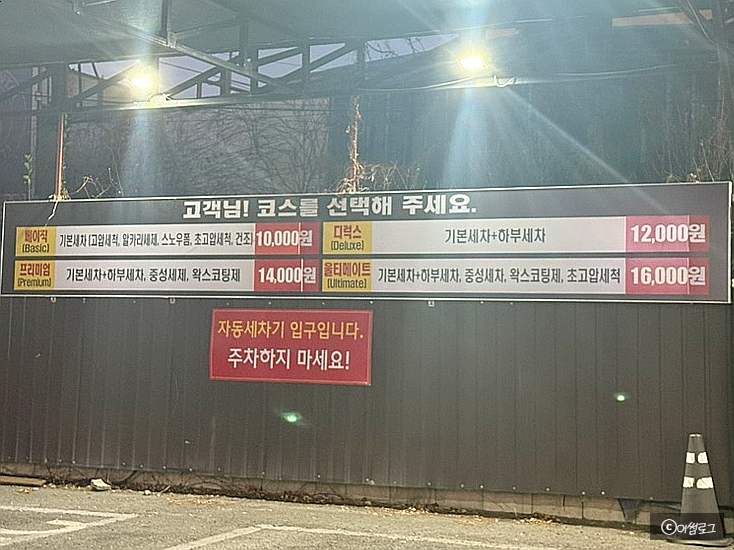 고객님! 코스를 선택해 주세요.
베이직 (Basic) 기본세차 (고압세척, 알카리세제, 스노우폼, 초고압세척, 건조) 10,000원
디럭스 (Deluxe) 기본세차+하부세차 12,000원
프리미엄 (Premium) 기본세차+하부세차, 중성세제, 왁스코팅제 14,000원
울티메이트 (Ultimate) 기본세차+하부세차, 중성세차, 왁스코팅제, 초고압세척 16,000원
자동세차기 입구입니다.
주차하지 마세요!
ⓒ어썸로그